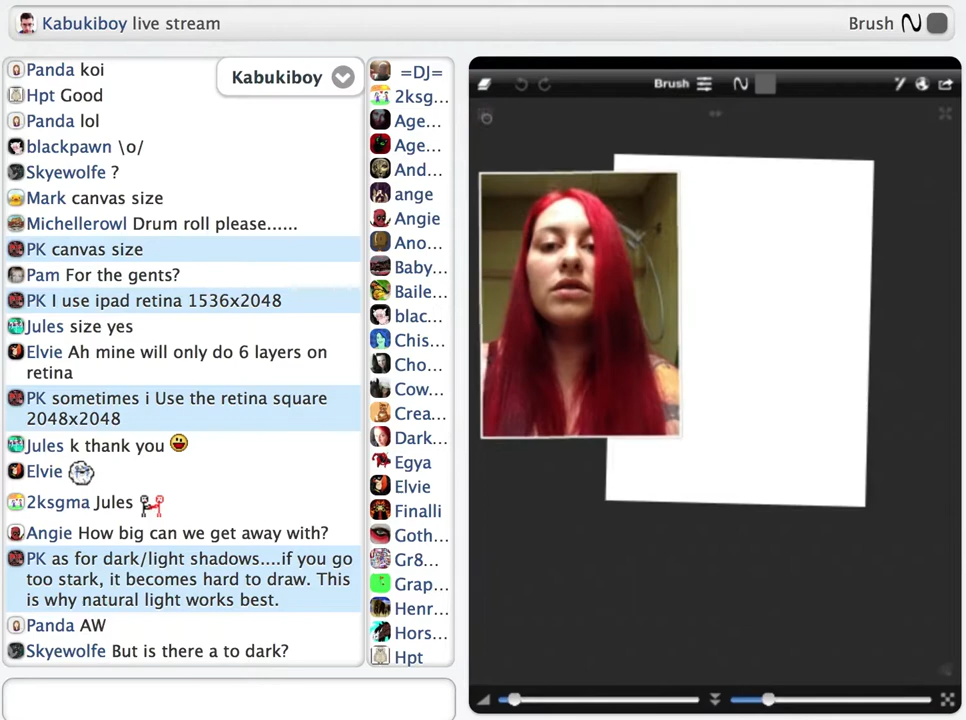 Kabukiboy live stream
Brush
Panda koi
Kabukiboy
Hpt Good
Panda lol
blackpawn \o/
Skyewolfe ?
Mark canvas size
Michellerowl Drum roll please......
PK canvas size
Pam For the gents?
PK I use ipad retina 1536x2048
Jules size yes
Elvie Ah mine will only do 6 layers on
retina
PK sometimes i Use the retina square
2048x2048
Jules k thank you
Elvie
2ksgma Jules
Angie How big can we get away with?
PK as for dark/light shadows....if you go
too stark, it becomes hard to draw. This
is why natural light works best.
Panda AW
Skyewolfe But is there a to dark?
=DJ=
2ksg...
Age...
Age...
And...
ange
Angie
Ano...
Baby...
Baile...
blac...
Chis...
Cho...
Cow...
Crea...
Dark...
Egya
Elvie
Finalli
Goth...
Gr8...
Grap...
Henr...
Hors...
Hpt
Brush